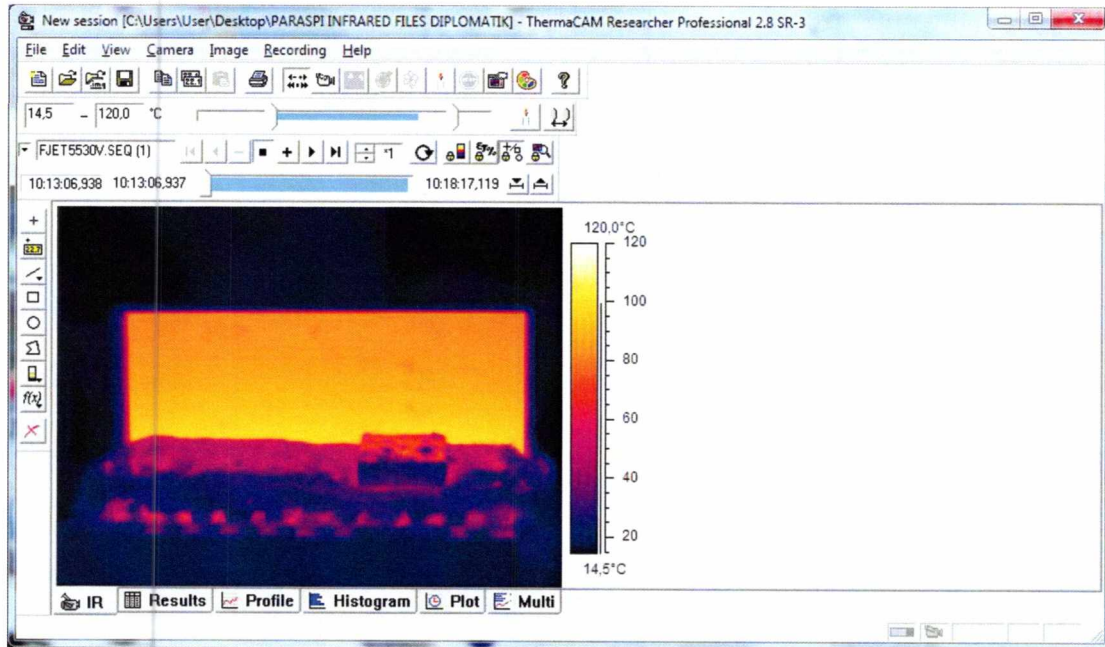 New session [C:\Users\User\Desktop\PARASPI INFRARED FILES DIPLOMATIK] - ThermaCAM Researcher Professional 2.8 SR-3
File Edit View Camera Image Recording Help
14,5 - 120,0 °C
FJET5530V.SEQ (1) *1
10:13:06,938 10:13:06,937 10:18:17,119
120,0°C
120
100
80
60
40
20
14,5°C
f(x)
IR Results Profile Histogram Plot Multi